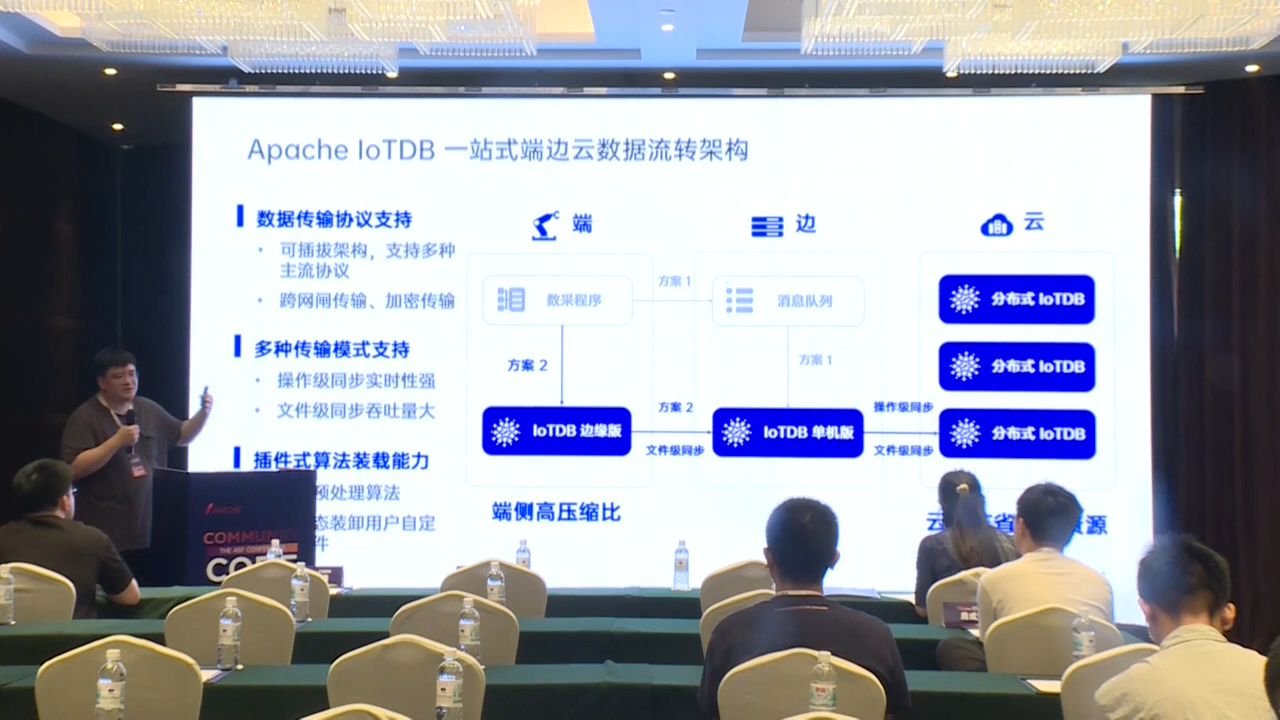 Apache IoTDB 一站式端边云数据流转架构
数据传输协议支持
• 可插拔架构，支持多种
主流协议
• 跨网闸传输、加密传输
多种传输模式支持
• 操作级同步实时性强
• 文件级同步吞吐量大
插件式算法装载能力
预处理算法
态装卸用户自定
件
端
边
云
数采程序
方案 1
消息队列
方案 2
方案 1
IoTDB 边缘版
方案 2
文件级同步
IoTDB 单机版
操作级同步
文件级同步
分布式 IoTDB
分布式 IoTDB
分布式 IoTDB
端侧高压缩比
云
省
资源
APACHE
COMMUNITY
THE ASF CONFERENCE
CODE